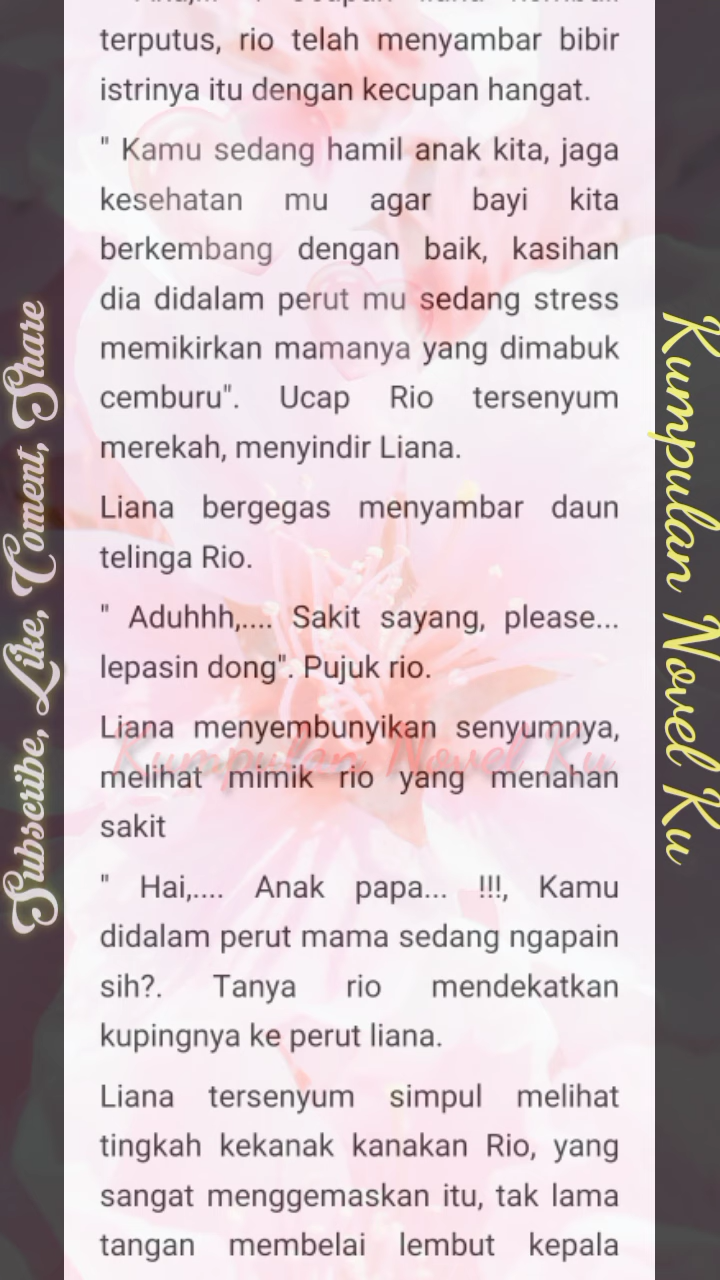 terputus, rio telah menyambar bibir
istrinya itu dengan kecupan hangat.
" Kamu sedang hamil anak kita, jaga
kesehatan mu agar bayi kita
berkembang dengan baik, kasihan
dia didalam perut mu sedang stress
memikirkan mamanya yang dimabuk
cemburu". Ucap Rio tersenyum
merekah, menyindir Liana.
Liana bergegas menyambar daun
telinga Rio.
" Aduhhh,.... Sakit sayang, please...
lepasin dong". Pujuk rio.
Liana menyembunyikan senyumnya,
melihat mimik rio yang menahan
sakit
" Hai,.... Anak papa... !!!, Kamu
didalam perut mama sedang ngapain
sih?. Tanya rio mendekatkan
kupingnya ke perut liana.
Liana tersenyum simpul melihat
tingkah kekanak kanakan Rio, yang
sangat menggemaskan itu, tak lama
tangan membelai lembut kepala
Subscribe, Like, Coment, Share
Kumpulan Novel Ku
Kumpulan Novel Ku